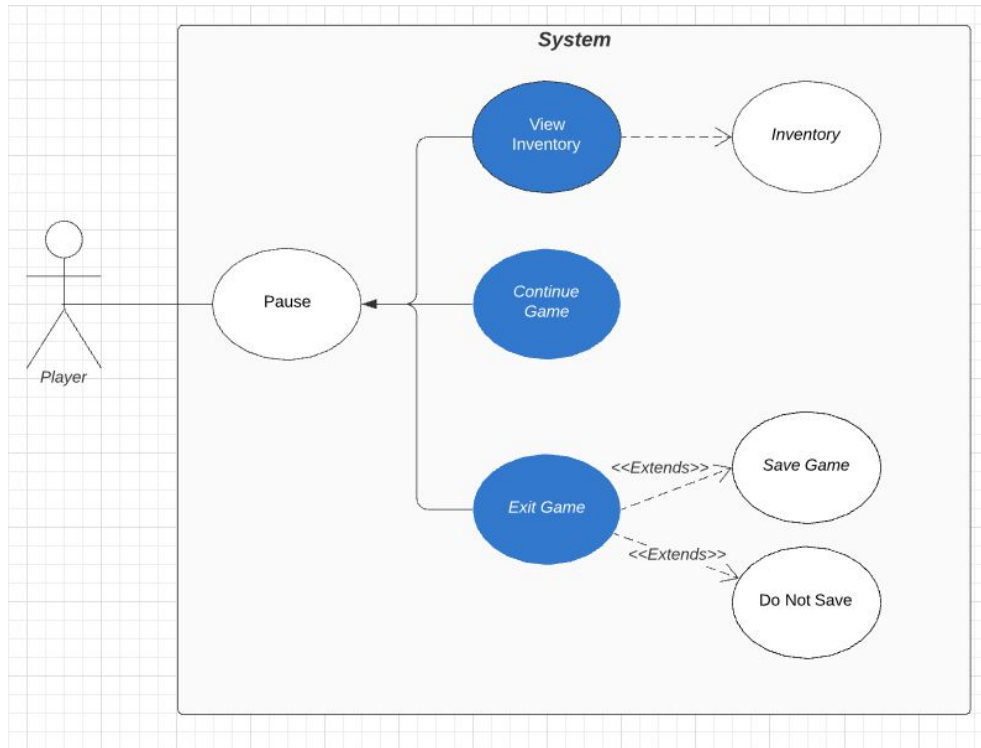 System
View
Inventory
Inventory
Continue
Game
Pause
Player
<<Extends>>
Save Game
Exit Game
<<Extends>>
Do Not Save